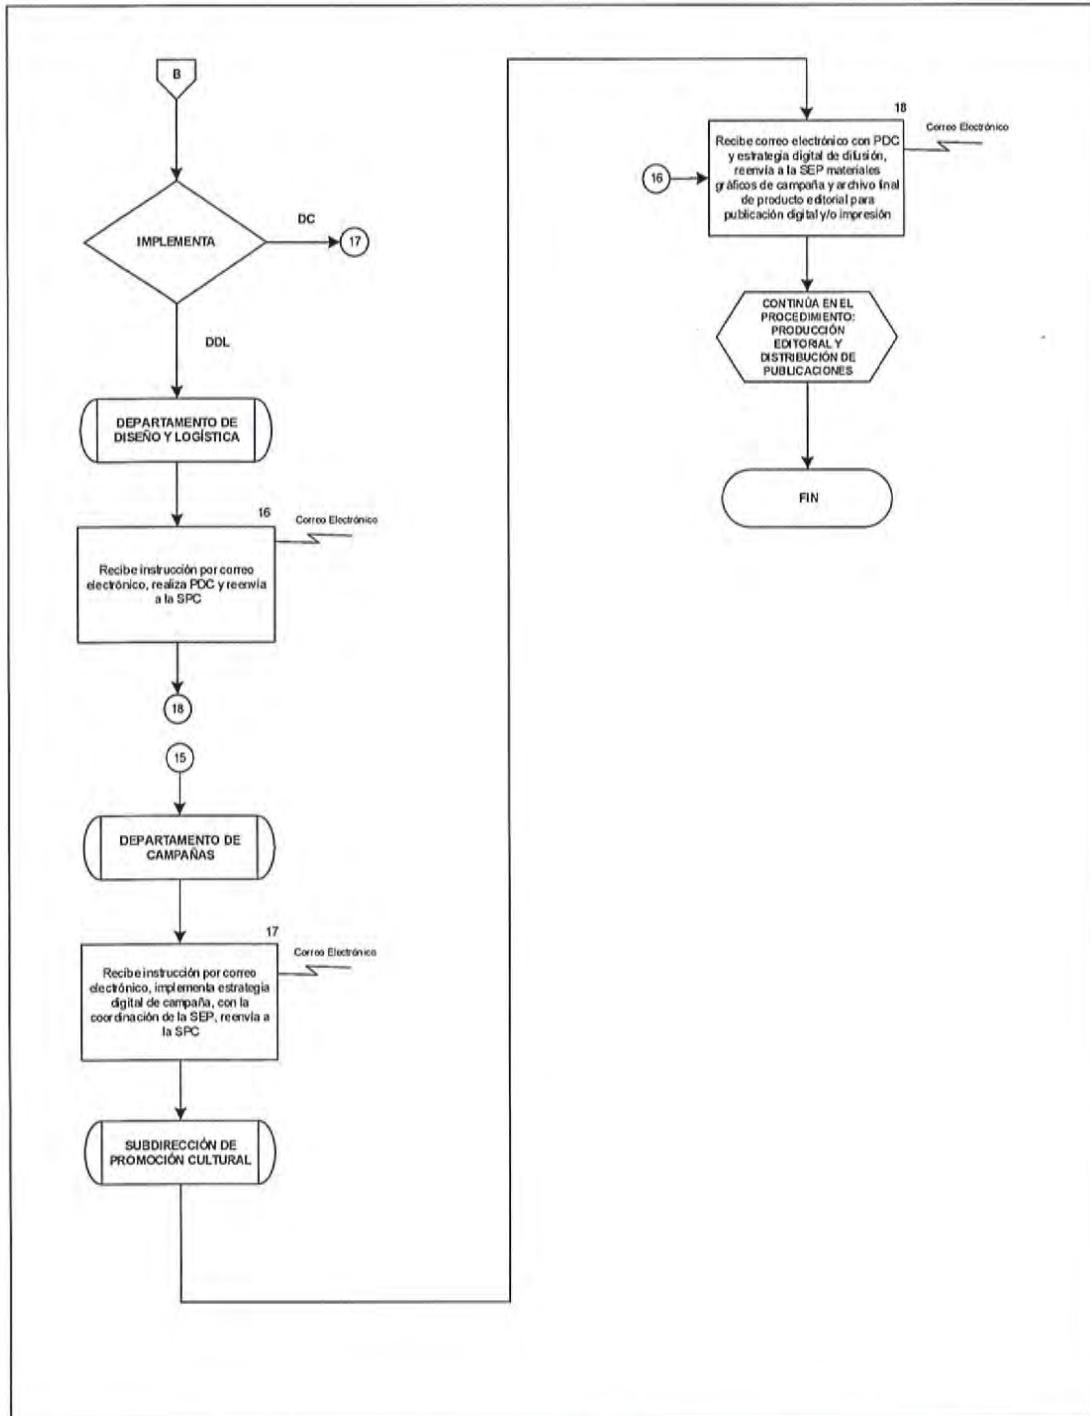 B
IMPLEMENTA
DC
17
DDL
DEPARTAMENTO DE
DISEÑO Y LOGÍSTICA
16
Correo Electrónico
Recibe instrucción por correo
electrónico, realiza PDC y reenvía
a la SPC
18
15
DEPARTAMENTO DE
CAMPAÑAS
17
Correo Electrónico
Recibe instrucción por correo
electrónico, implementa estrategia
digital de campaña, con la
coordinación de la SEP, reenvía a
la SPC
SUBDIRECCIÓN DE
PROMOCIÓN CULTURAL
18
Correo Electrónico
16
Recibe correo electrónico con PDC
y estrategia digital de difusión,
reenvía a la SEP materiales
gráficos de campaña y archivo final
de producto editorial para
publicación digital y/o impresión
CONTINÚA EN EL
PROCEDIMIENTO:
PRODUCCIÓN
EDITORIAL Y
DISTRIBUCIÓN DE
PUBLICACIONES
FIN